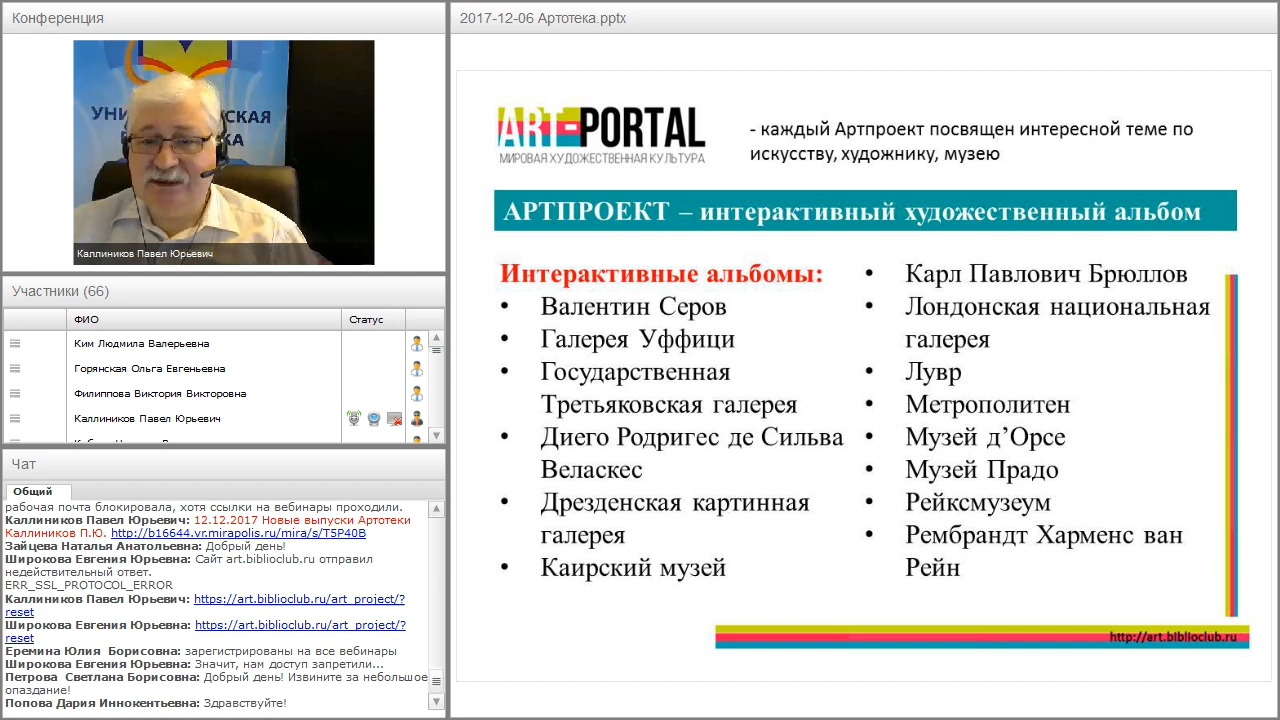 Конференция
Каллиников Павел Юрьевич
Участники (66)
ФИО
Статус
Ким Людмила Валерьевна
Горянская Ольга Евгеньевна
Филиппова Виктория Викторовна
Каллиников Павел Юрьевич
Чат
Общий
рабочая почта блокировала, хотя ссылки на вебинары проходили.
Каллиников Павел Юрьевич: 12.12.2017 Новые выпуски Артотеки
Каллиников П.Ю. http://b16644.vr.mirapolis.ru/mira/s/T5P40B
Зайцева Наталья Анатольевна: Добрый день!
Широкова Евгения Юрьевна: Сайт art.biblioclub.ru отправил
недействительный ответ.
ERR_SSL_PROTOCOL_ERROR
Каллиников Павел Юрьевич: https://art.biblioclub.ru/art_project/?
reset
Широкова Евгения Юрьевна: https://art.biblioclub.ru/art_project/?
reset
Еремина Юлия Борисовна: зарегистрированы на все вебинары
Широкова Евгения Юрьевна: Значит, нам доступ запретили...
Петрова Светлана Борисовна: Добрый день! Извините за небольшое
опаздание!
Попова Дария Иннокентьевна: Здравствуйте!
2017-12-06 Артотека.pptx
ART-PORTAL
МИРОВАЯ ХУДОЖЕСТВЕННАЯ КУЛЬТУРА
- каждый Артпроект посвящен интересной теме по
искусству, художнику, музею
АРТПРОЕКТ – интерактивный художественный альбом
Интерактивные альбомы:
• Валентин Серов
• Галерея Уффици
• Государственная
Третьяковская галерея
• Диего Родригес де Сильва
Веласкес
• Дрезденская картинная
галерея
• Каирский музей
• Карл Павлович Брюллов
• Лондонская национальная
галерея
• Лувр
• Метрополитен
• Музей д’Орсе
• Музей Прадо
• Рейксмузеум
• Рембрандт Харменс ван
Рейн
http://art.biblioclub.ru